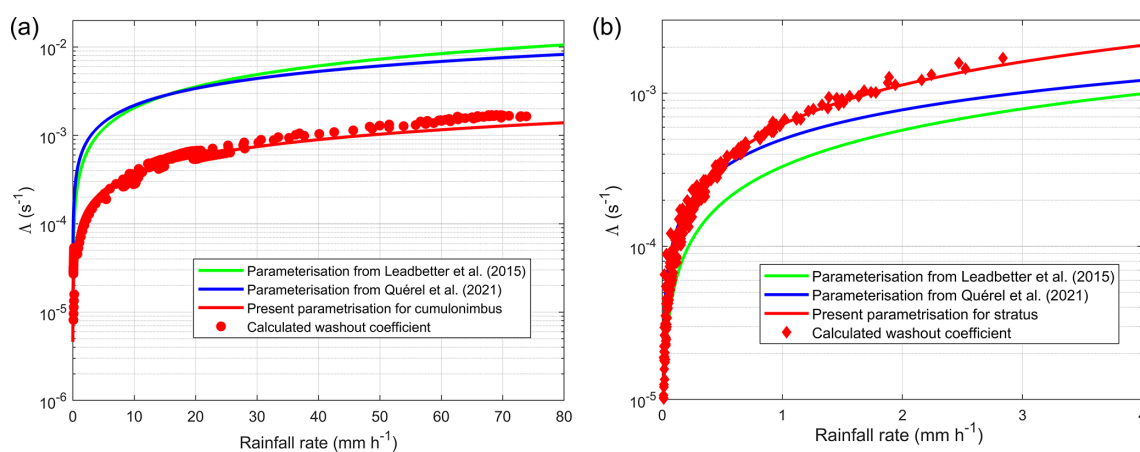 (a)
10⁻²
10⁻³
10⁻⁴
10⁻⁵
10⁻⁶
Λ (s⁻¹)
Parameterisation from Leadbetter et al. (2015)
Parameterisation from Quérel et al. (2021)
Present parametrisation for cumulonimbus
Calculated washout coefficient
0 10 20 30 40 50 60 70 80
Rainfall rate (mm h⁻¹)
(b)
10⁻³
10⁻⁴
10⁻⁵
Λ (s⁻¹)
Parameterisation from Leadbetter et al. (2015)
Parameterisation from Quérel et al. (2021)
Present parametrisation for stratus
Calculated washout coefficient
0 1 2 3 4
Rainfall rate (mm h⁻¹)